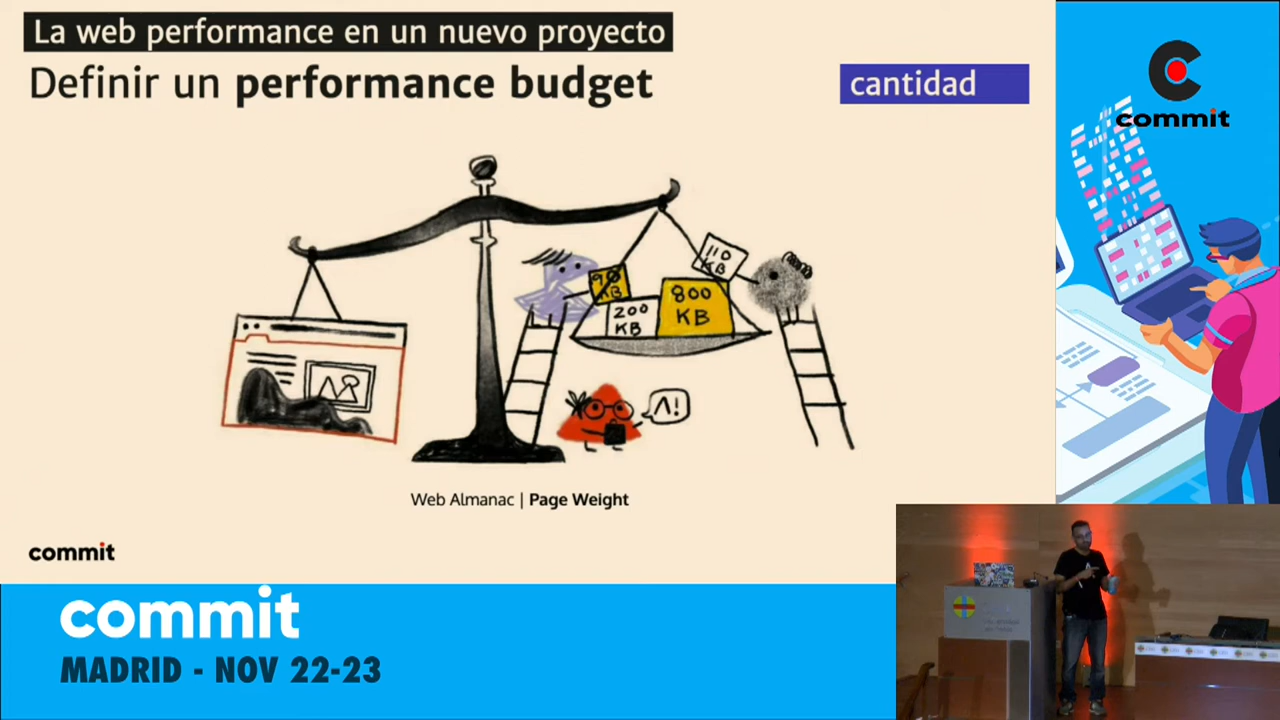 La web performance en un nuevo proyecto
Definir un performance budget
cantidad
commit
110
KB
90
KB
200
KB
800
KB
Λ!
Web Almanac | Page Weight
commit
commit
MADRID - NOV 22-23